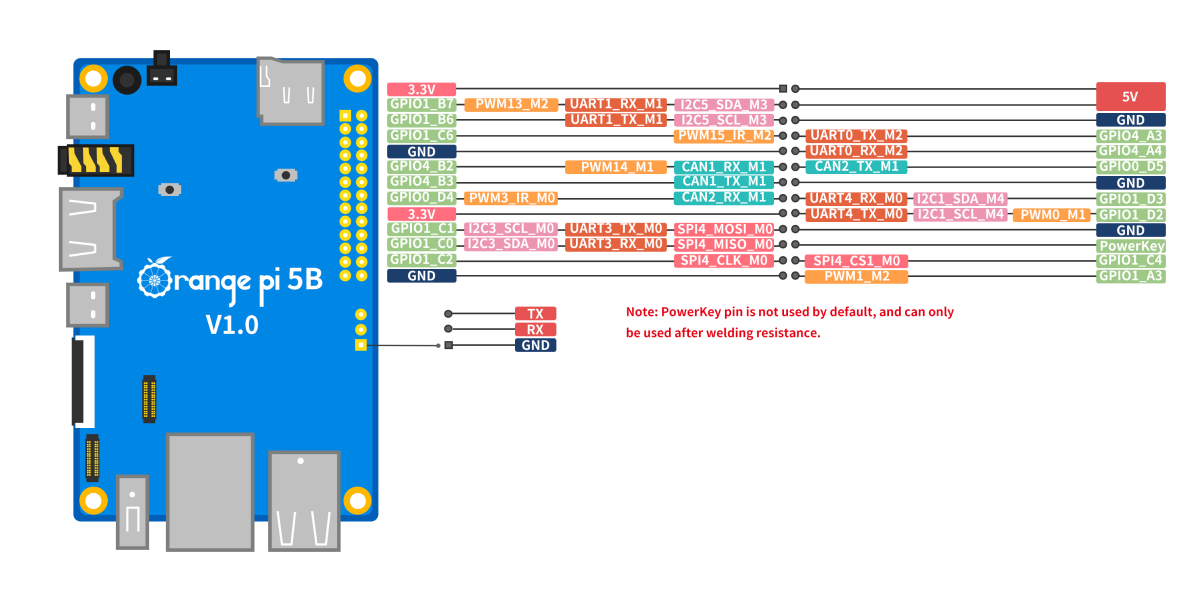 3.3V 5V
GPIO1_B7 PWM13_M2 UART1_RX_M1 I2C5_SDA_M3
GPIO1_B6 UART1_TX_M1 I2C5_SCL_M3 GND
GPIO1_C6 PWM15_IR_M2 UART0_TX_M2 GPIO4_A3
GND UART0_RX_M2 GPIO4_A4
GPIO4_B2 PWM14_M1 CAN1_RX_M1 CAN2_TX_M1 GPIO0_D5
GPIO4_B3 CAN1_TX_M1 GND
GPIO0_D4 PWM3_IR_M0 CAN2_RX_M1 UART4_RX_M0 I2C1_SDA_M4 GPIO1_D3
3.3V UART4_TX_M0 I2C1_SCL_M4 PWM0_M1 GPIO1_D2
GPIO1_C1 I2C3_SCL_M0 UART3_TX_M0 SPI4_MOSI_M0 GND
GPIO1_C0 I2C3_SDA_M0 UART3_RX_M0 SPI4_MISO_M0 PowerKey
GPIO1_C2 SPI4_CLK_M0 SPI4_CS1_M0 GPIO1_C4
GND PWM1_M2 GPIO1_A3
Orange pi 5B
V1.0
TX
RX
GND
Note: PowerKey pin is not used by default, and can only
be used after welding resistance.